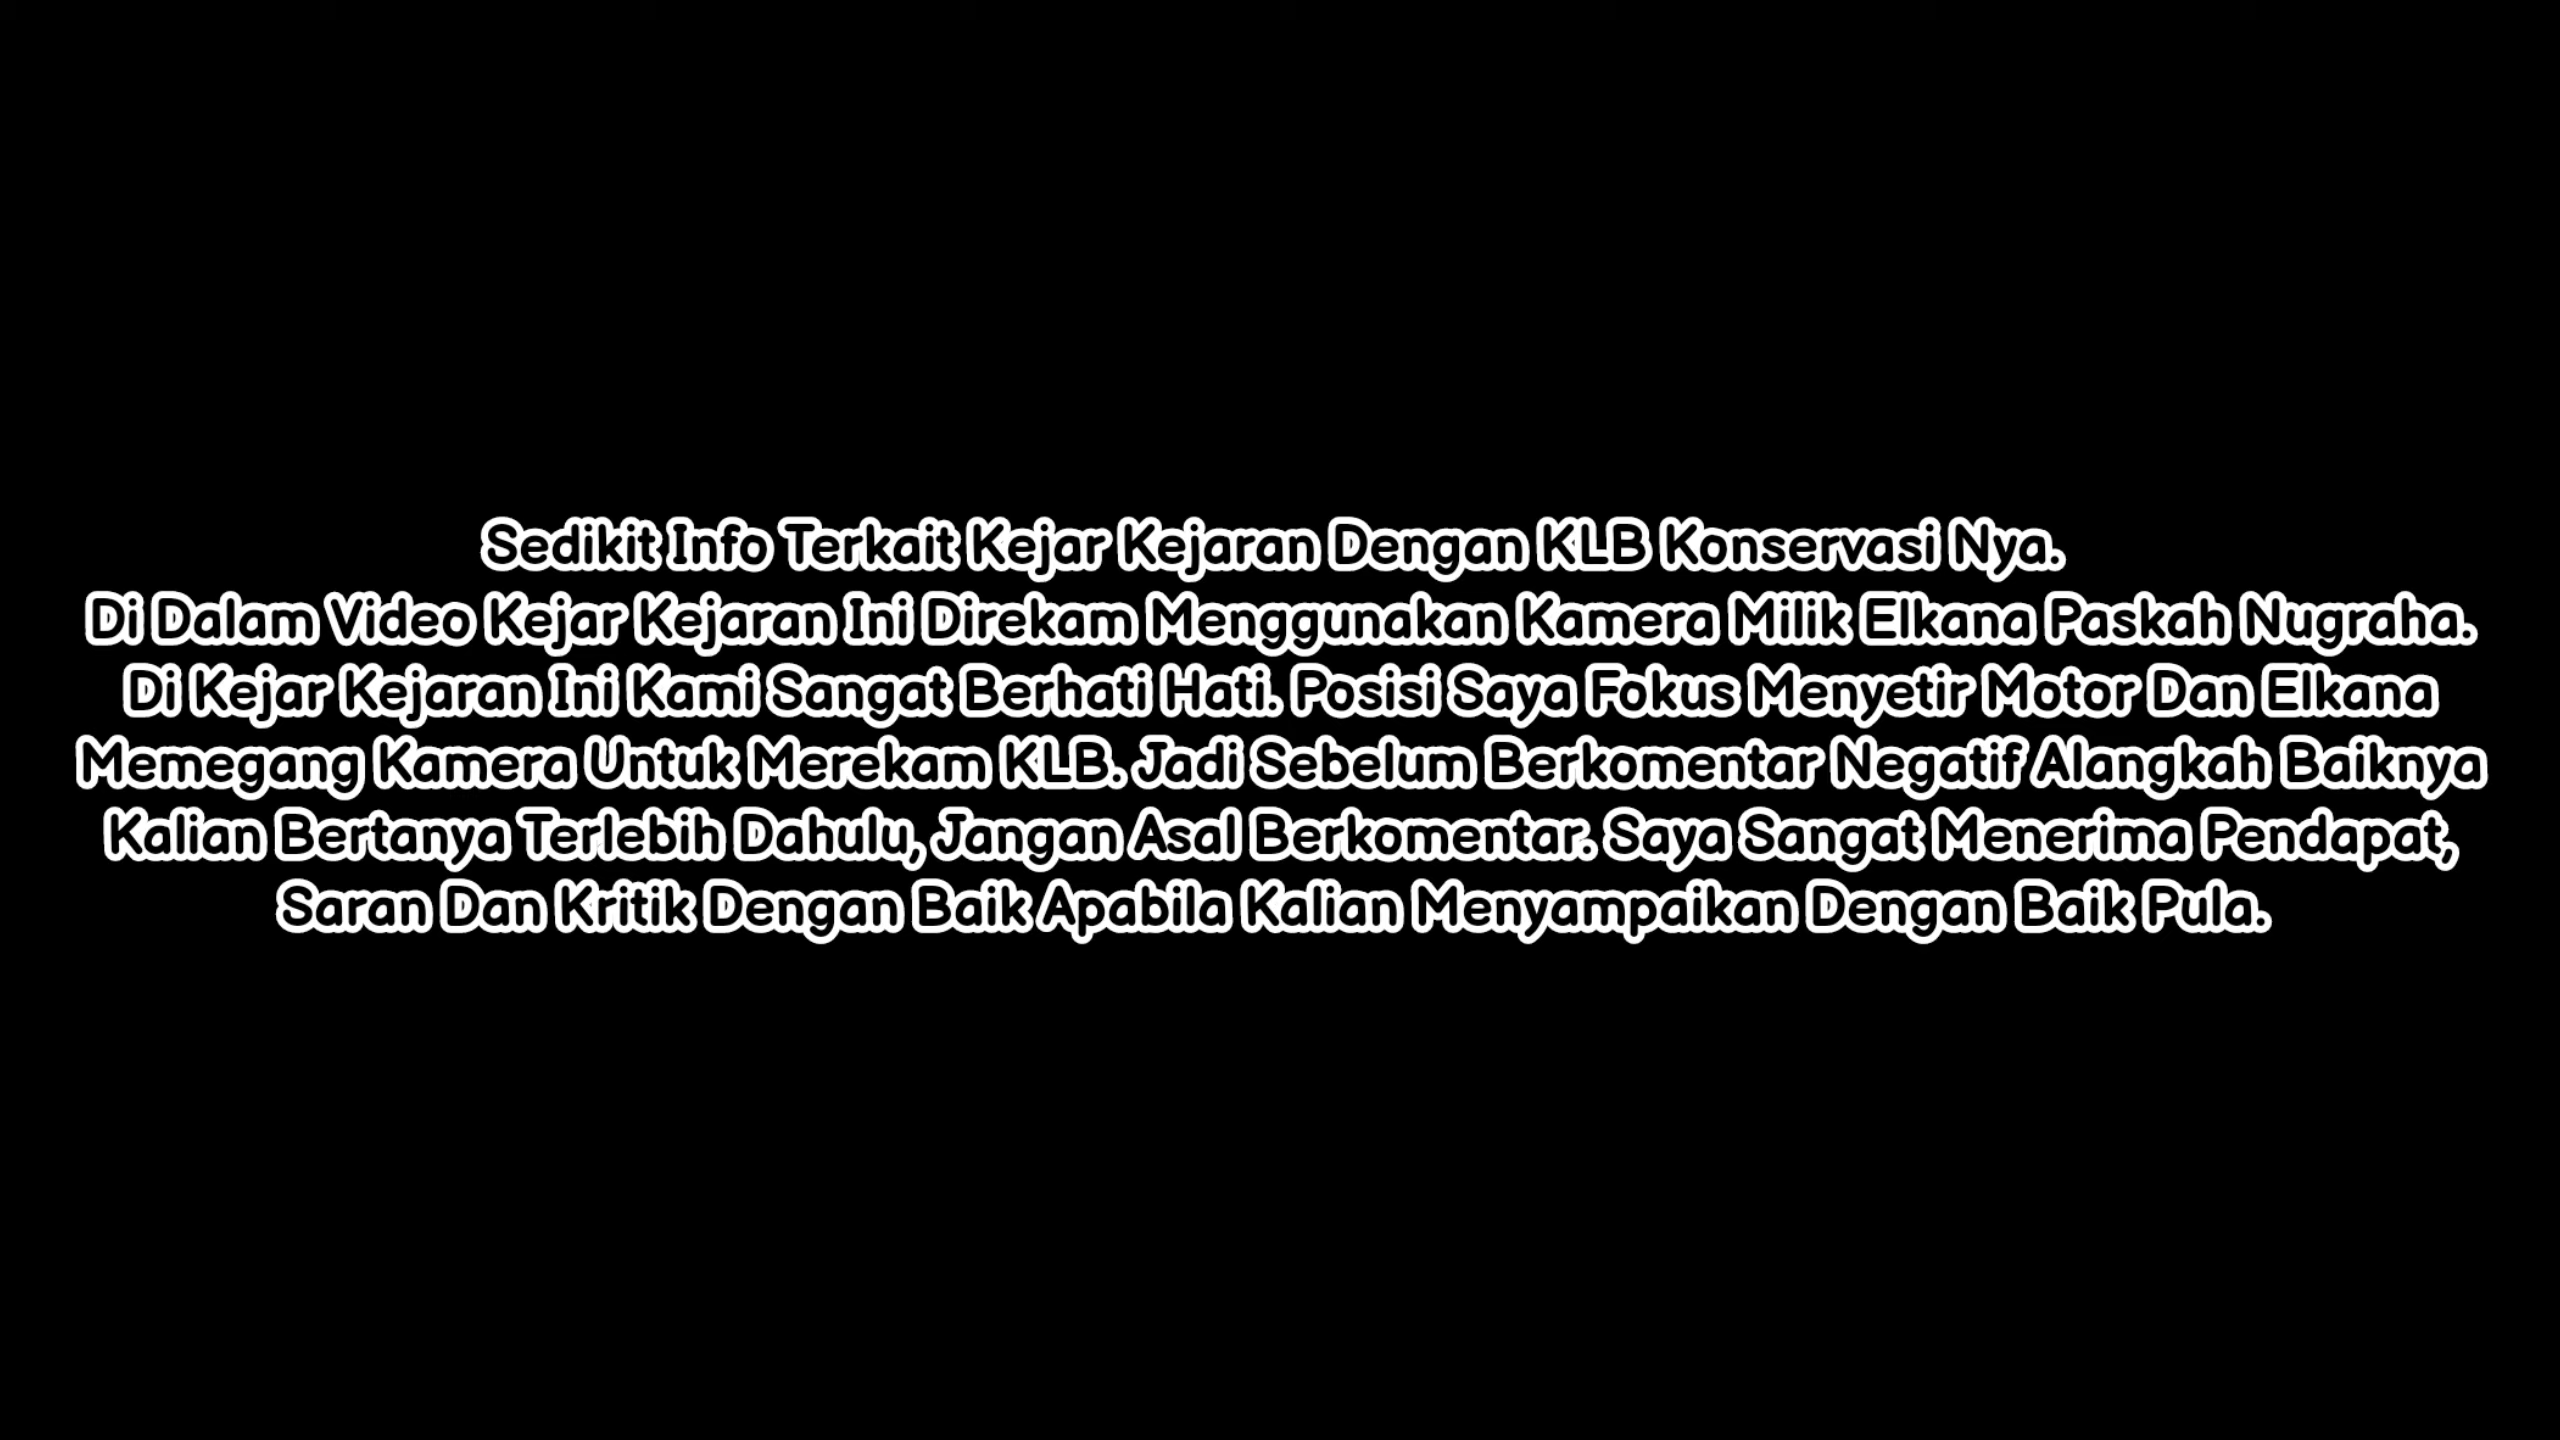 Sedikit Info Terkait Kejar Kejaran Dengan KLB Konservasi Nya.
Di Dalam Video Kejar Kejaran Ini Direkam Menggunakan Kamera Milik Elkana Paskah Nugraha.
Di Kejar Kejaran Ini Kami Sangat Berhati Hati. Posisi Saya Fokus Menyetir Motor Dan Elkana
Memegang Kamera Untuk Merekam KLB. Jadi Sebelum Berkomentar Negatif Alangkah Baiknya
Kalian Bertanya Terlebih Dahulu, Jangan Asal Berkomentar. Saya Sangat Menerima Pendapat,
Saran Dan Kritik Dengan Baik Apabila Kalian Menyampaikan Dengan Baik Pula.